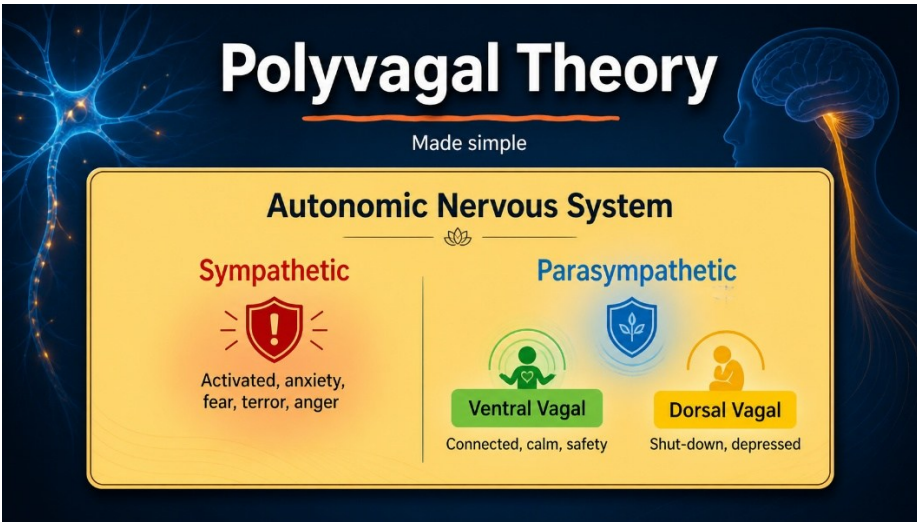 Polyvagal Theory
Made simple
Autonomic Nervous System
Sympathetic
Activated, anxiety,
fear, terror, anger
Parasympathetic
Ventral Vagal
Connected, calm, safety
Dorsal Vagal
Shut-down, depressed